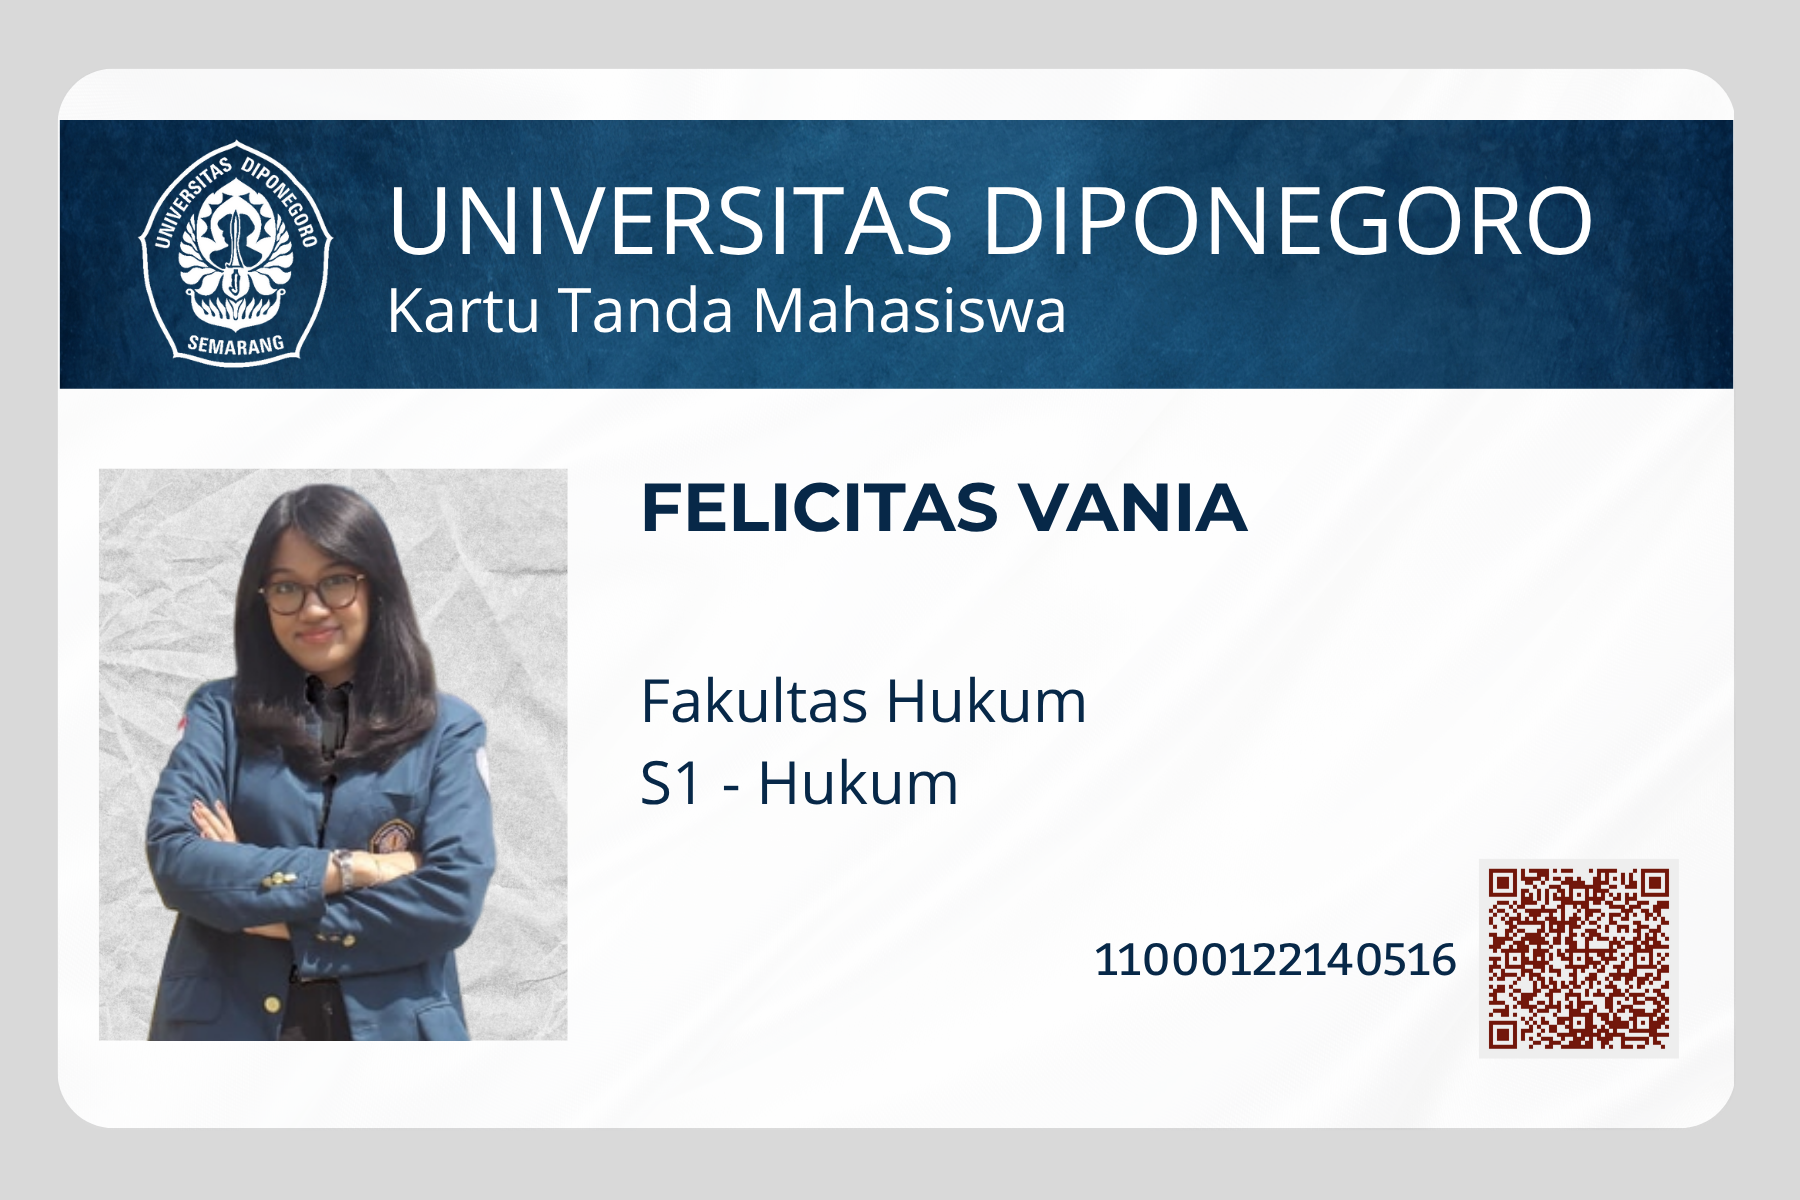 UNIVERSITAS DIPONEGORO
SEMARANG
UNIVERSITAS DIPONEGORO
Kartu Tanda Mahasiswa
FELICITAS VANIA
Fakultas Hukum
S1 - Hukum
11000122140516